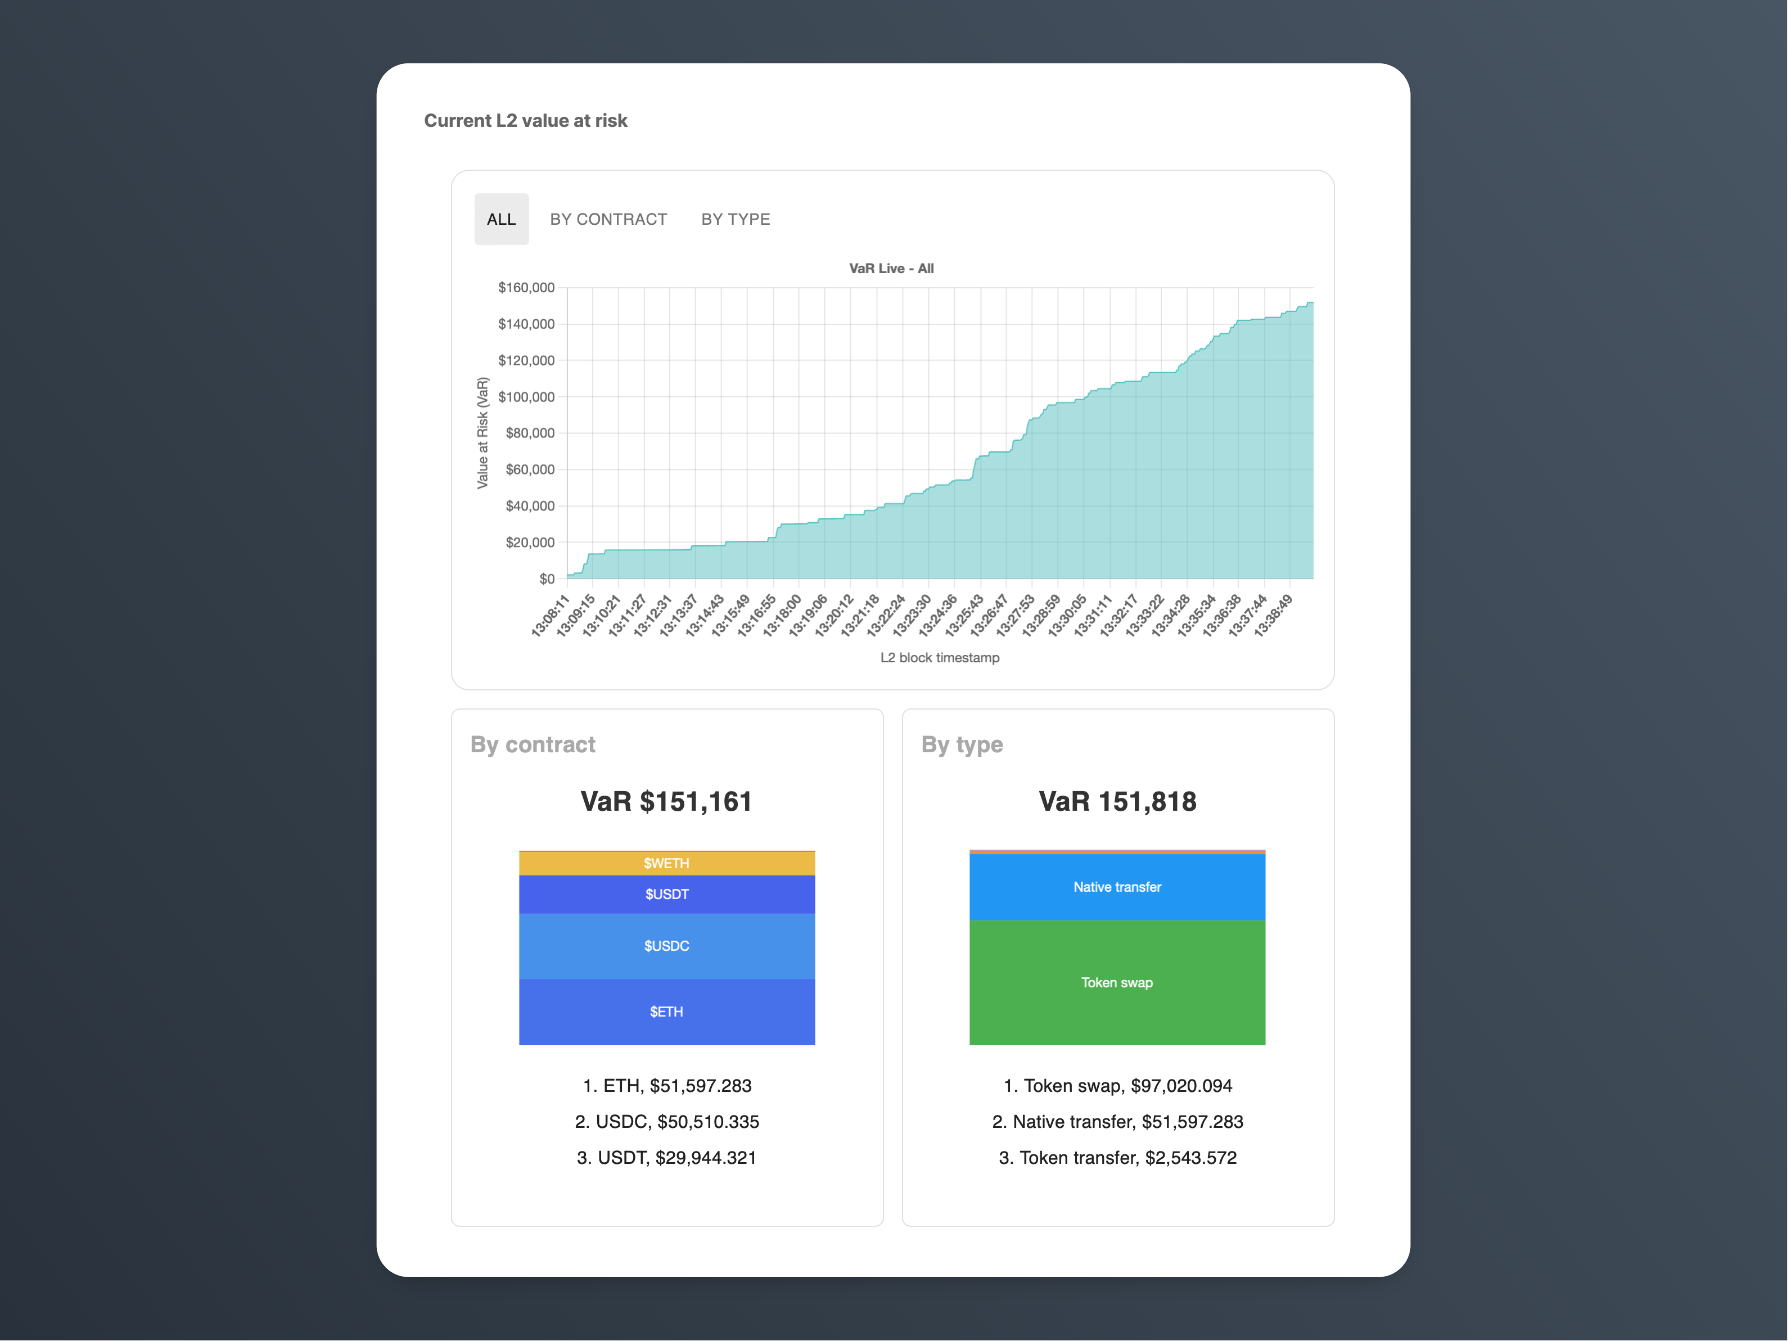 Current L2 value at risk
ALL BY CONTRACT BY TYPE
VaR Live - All
Value at Risk (VaR)
$160,000
$140,000
$120,000
$100,000
$80,000
$60,000
$40,000
$20,000
$0
13:08:11 13:09:15 13:10:21 13:11:27 13:12:31 13:13:37 13:14:43 13:15:49 13:16:55 13:18:00 13:19:06 13:20:12 13:21:18 13:22:24 13:23:30 13:24:36 13:25:43 13:26:47 13:27:53 13:28:59 13:30:05 13:31:11 13:32:17 13:33:22 13:34:28 13:35:34 13:36:38 13:37:44 13:38:49
L2 block timestamp
By contract
VaR $151,161
$WETH
$USDT
$USDC
$ETH
1. ETH, $51,597.283
2. USDC, $50,510.335
3. USDT, $29,944.321
By type
VaR 151,818
Native transfer
Token swap
1. Token swap, $97,020.094
2. Native transfer, $51,597.283
3. Token transfer, $2,543.572